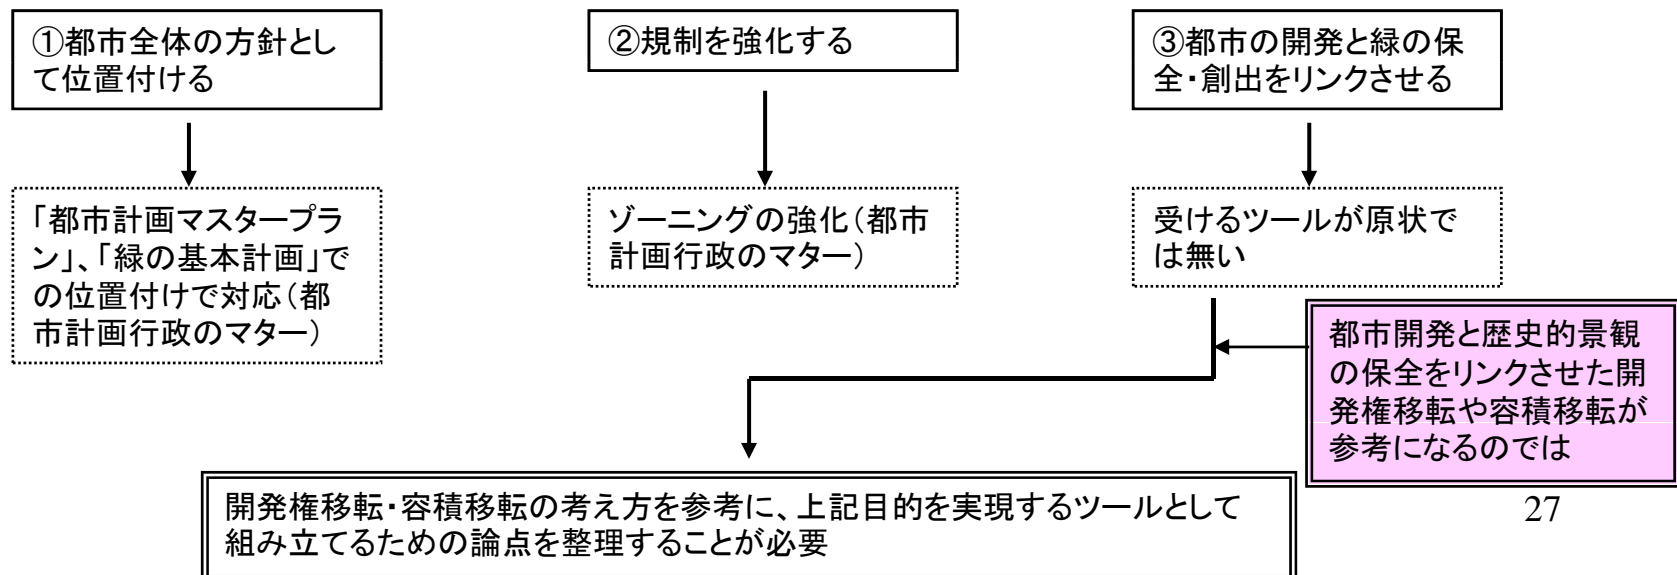 ①都市全体の方針とし
て位置付ける
②規制を強化する
③都市の開発と緑の保
全・創出をリンクさせる
「都市計画マスタープラ
ン」、「緑の基本計画」で
の位置付けで対応（都
市計画行政のマター）
ゾーニングの強化（都市
計画行政のマター）
受けるツールが原状で
は無い
都市開発と歴史的景観
の保全をリンクさせた開
発権移転や容積移転が
参考になるのでは
開発権移転・容積移転の考え方を参考に、上記目的を実現するツールとして
組み立てるための論点を整理することが必要
27